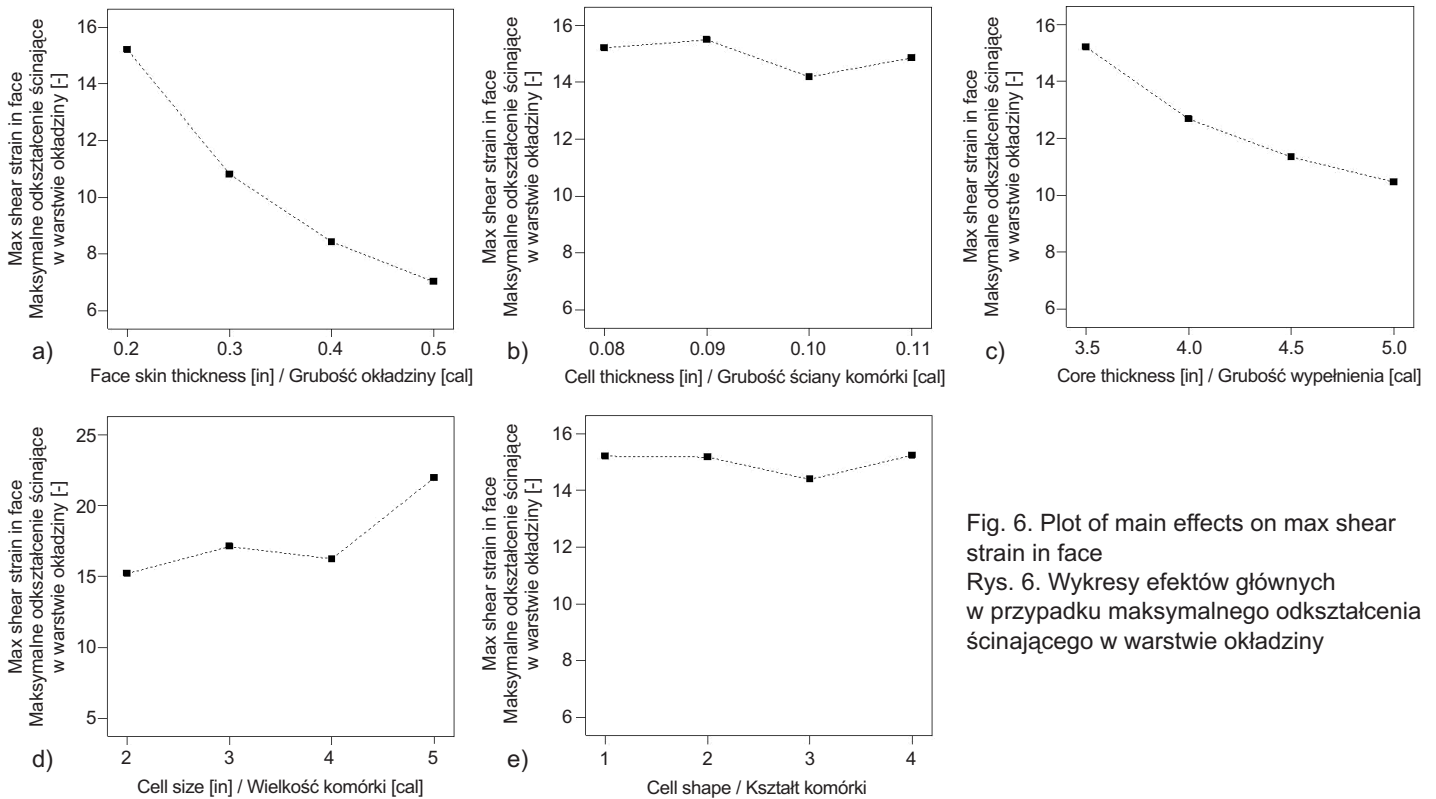 Max shear strain in face
Maksymalne odkształcenie ścinające
w warstwie okładziny [-]
16
14
12
10
8
6
0.2 0.3 0.4 0.5
a)
Face skin thickness [in] / Grubość okładziny [cal]
Max shear strain in face
Maksymalne odkształcenie ścinające
w warstwie okładziny [-]
16
14
12
10
8
6
0.08 0.09 0.10 0.11
b)
Cell thickness [in] / Grubość ściany komórki [cal]
Max shear strain in face
Maksymalne odkształcenie ścinające
w warstwie okładziny [-]
16
14
12
10
8
6
3.5 4.0 4.5 5.0
c)
Core thickness [in] / Grubość wypełnienia [cal]
Max shear strain in face
Maksymalne odkształcenie ścinające
w warstwie okładziny [-]
25
20
15
10
5
2 3 4 5
d)
Cell size [in] / Wielkość komórki [cal]
Max shear strain in face
Maksymalne odkształcenie ścinające
w warstwie okładziny [-]
16
14
12
10
8
6
1 2 3 4
e)
Cell shape / Kształt komórki
Fig. 6. Plot of main effects on max shear
strain in face
Rys. 6. Wykresy efektów głównych
w przypadku maksymalnego odkształcenia
ścinającego w warstwie okładziny